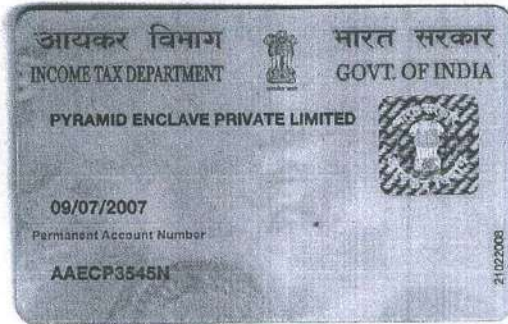 आयकर विभाग
INCOME TAX DEPARTMENT
भारत सरकार
GOVT. OF INDIA
PYRAMID ENCLAVE PRIVATE LIMITED
09/07/2007
Permanent Account Number
AAECP3545N
21022008